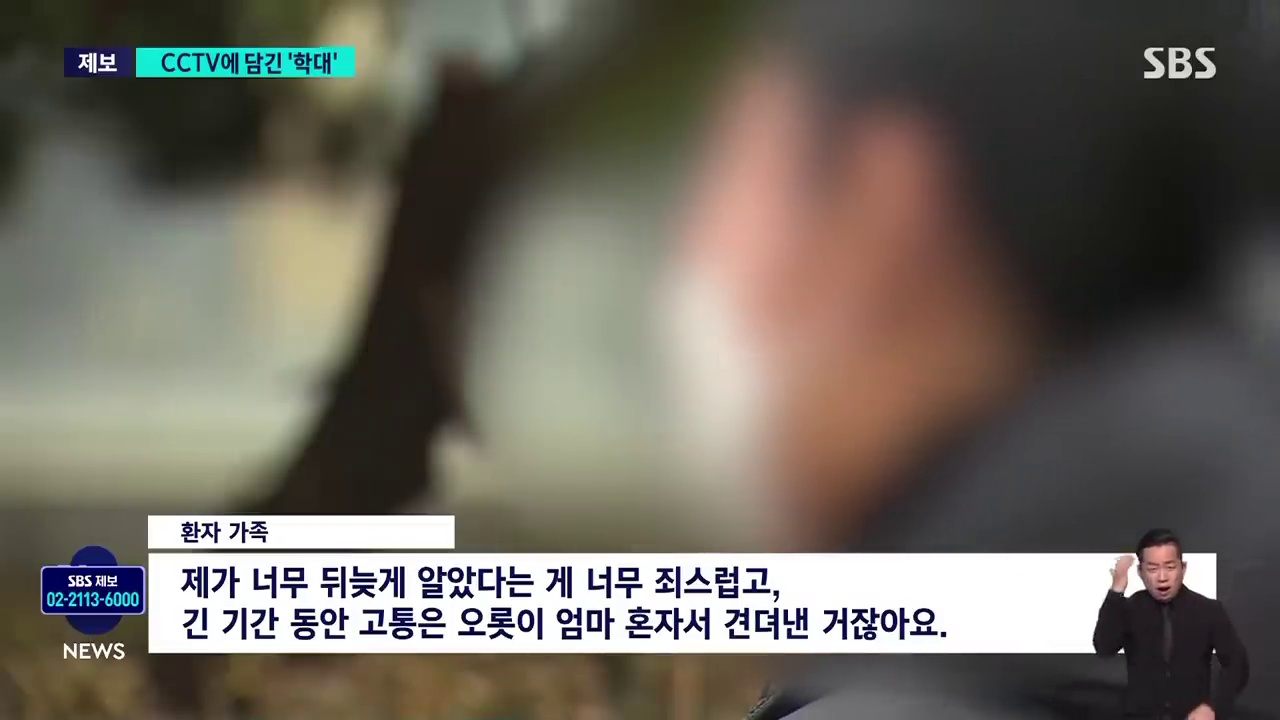 제보 CCTV에 담긴 '학대'
SBS
환자 가족
제가 너무 뒤늦게 알았다는 게 너무 죄스럽고,
긴 기간 동안 고통은 오롯이 엄마 혼자서 견뎌낸 거잖아요.
SBS 제보
02-2113-6000
NEWS